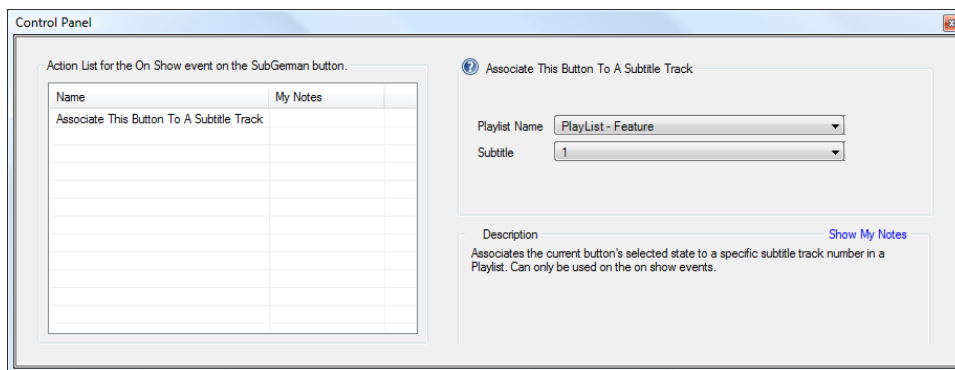 Control Panel
Action List for the On Show event on the SubGerman button.
Name My Notes
Associate This Button To A Subtitle Track
Associate This Button To A Subtitle Track
Playlist Name PlayList - Feature
Subtitle 1
Description Show My Notes
Associates the current button's selected state to a specific subtitle track number in a
Playlist. Can only be used on the on show events.